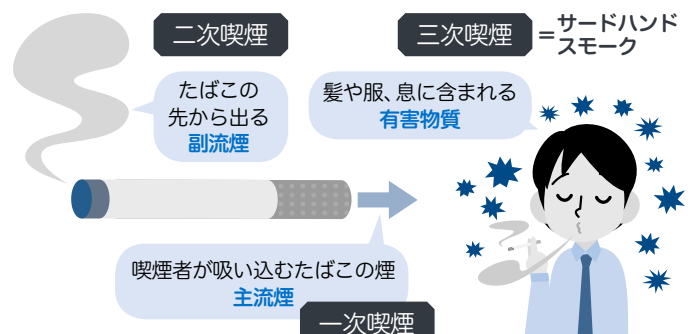 二次喫煙
たばこの
先から出る
副流煙
三次喫煙
=サードハンド
スモーク
髪や服、息に含まれる
有害物質
喫煙者が吸い込むたばこの煙
主流煙
一次喫煙